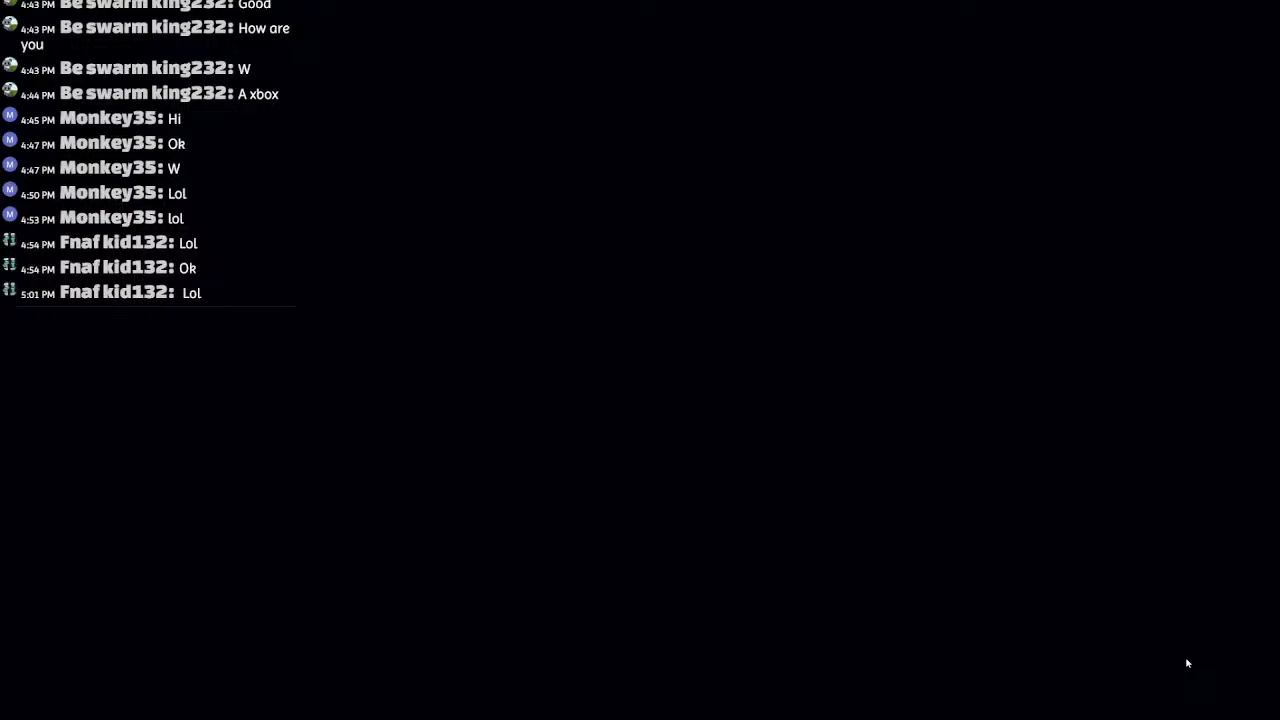 4:43 PM Be swarm king232: Good
4:43 PM Be swarm king232: How are
you
4:43 PM Be swarm king232: W
4:44 PM Be swarm king232: A xbox
M 4:45 PM Monkey35: Hi
M 4:47 PM Monkey35: Ok
M 4:47 PM Monkey35: W
M 4:50 PM Monkey35: Lol
M 4:53 PM Monkey35: lol
4:54 PM Fnaf kid132: Lol
4:54 PM Fnaf kid132: Ok
5:01 PM Fnaf kid132: Lol